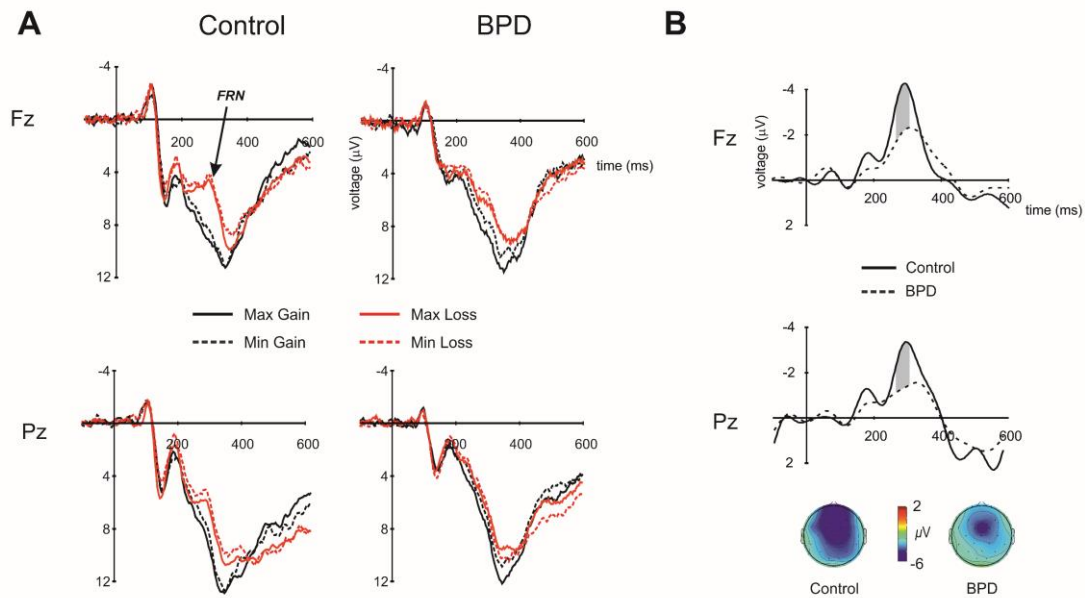 A
Control
BPD
-4
FRN
Fz
200
400
600
4
8
12
voltage (µV)
-4
200
400
600
time (ms)
4
8
12
Max Gain
Min Gain
Max Loss
Min Loss
-4
Pz
200
400
600
4
8
12
-4
200
400
600
4
8
12
B
-4
Fz
-2
voltage (µV)
200
400
600
time (ms)
2
Control
BPD
-4
-2
Pz
200
400
600
2
2
µV
-6
Control
BPD